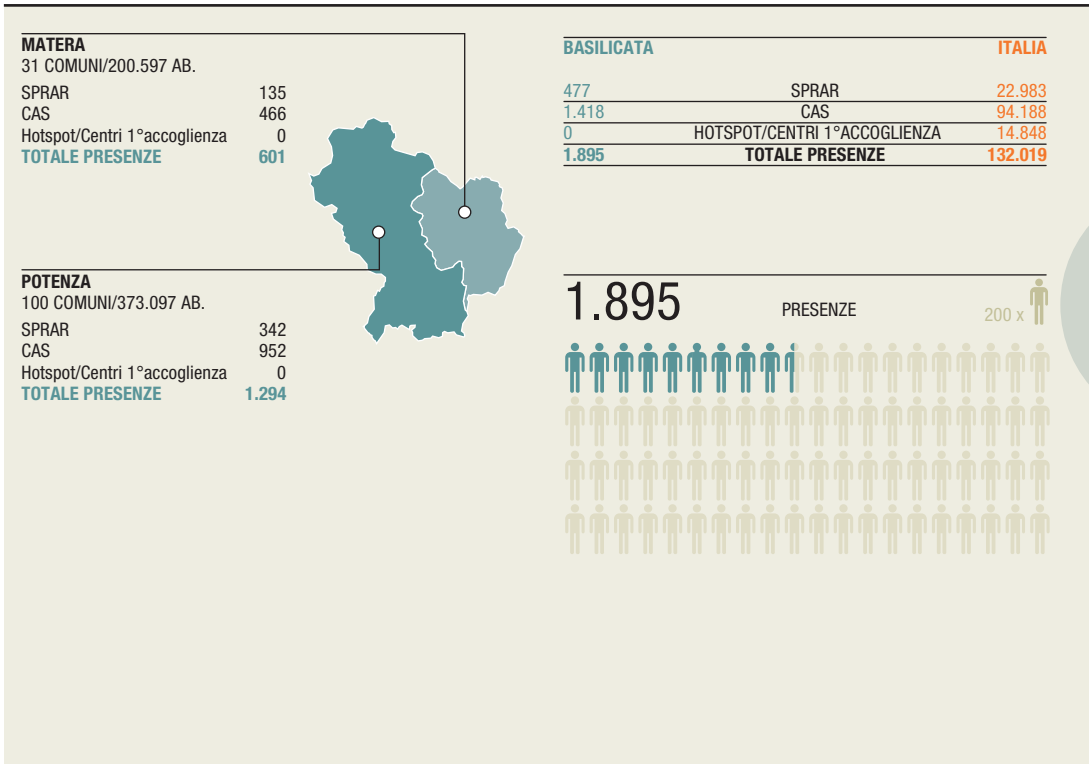 MATERA
31 COMUNI/200.597 AB.
SPRAR 135
CAS 466
Hotspot/Centri 1°accoglienza 0
TOTALE PRESENZE 601
POTENZA
100 COMUNI/373.097 AB.
SPRAR 342
CAS 952
Hotspot/Centri 1°accoglienza 0
TOTALE PRESENZE 1.294
BASILICATA ITALIA
477 SPRAR 22.983
1.418 CAS 94.188
0 HOTSPOT/CENTRI 1°ACCOGLIENZA 14.848
1.895 TOTALE PRESENZE 132.019
1.895 PRESENZE 200 x